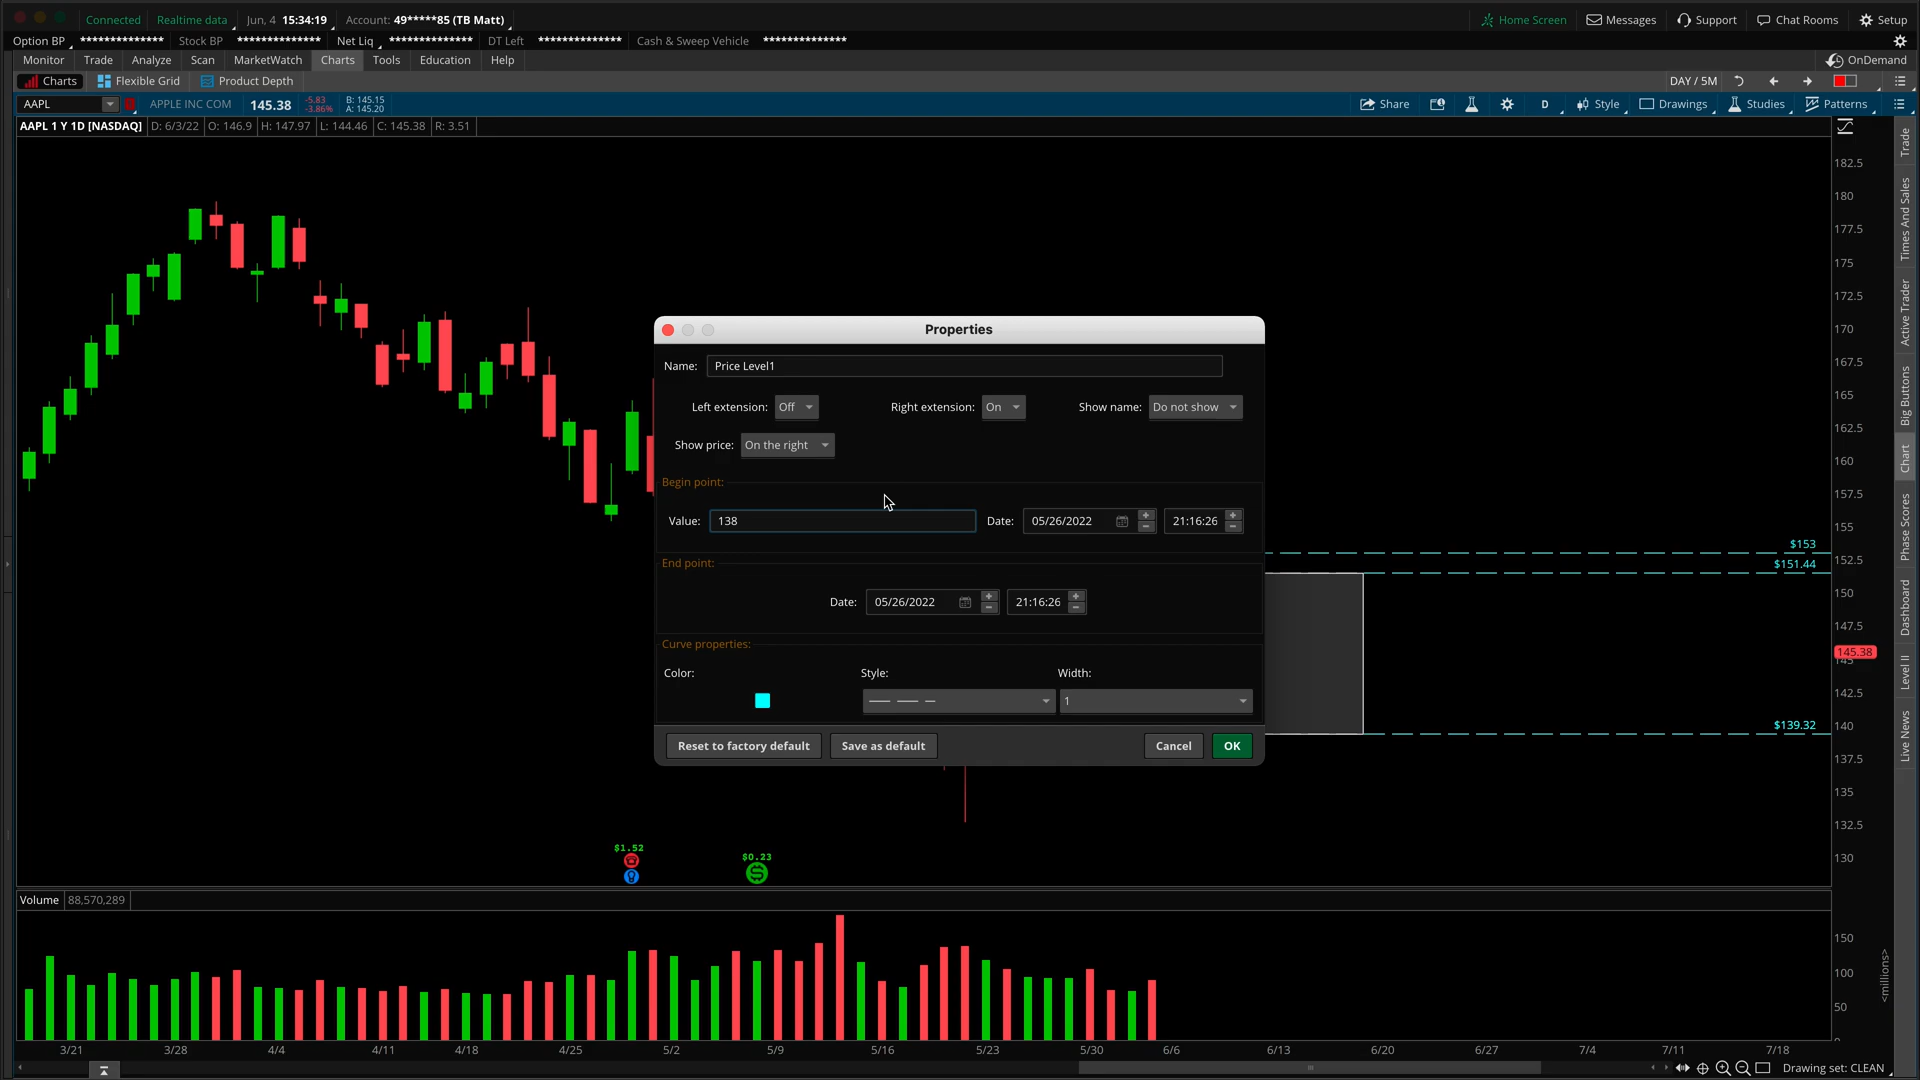 Connected Realtime data Jun, 4 15:34:19 Account: 49*****85 (TB Matt) Home Screen Messages Support Chat Rooms Setup
Option BP ************** Stock BP ************** Net Liq ************** DT Left ************** Cash & Sweep Vehicle **************
Monitor Trade Analyze Scan MarketWatch Charts Tools Education Help OnDemand
Charts Flexible Grid Product Depth DAY / 5M
AAPL APPLE INC COM 145.38 -5.83 -3.86% B: 145.15 A: 145.20 Share D Style Drawings Studies Patterns
AAPL 1 Y 1D [NASDAQ] D: 6/3/22 O: 146.9 H: 147.97 L: 144.46 C: 145.38 R: 3.51
182.5
180
177.5
175
172.5
170
167.5
165
162.5
160
157.5
155
152.5
150
147.5
145.38
145
142.5
140
137.5
135
132.5
130
$153
$151.44
$139.32
Properties
Name: Price Level1
Left extension: Off Right extension: On Show name: Do not show
Show price: On the right
Begin point:
Value: 138 Date: 05/26/2022 21:16:26
End point:
Date: 05/26/2022 21:16:26
Curve properties:
Color: Style: Width:
1
Reset to factory default Save as default Cancel OK
$1.52 $0.23
Volume 88,570,289
150
100
50
<millions>
3/21 3/28 4/4 4/11 4/18 4/25 5/2 5/9 5/16 5/23 5/30 6/6 6/13 6/20 6/27 7/4 7/11 7/18
Drawing set: CLEAN
Trade
Times And Sales
Active Trader
Big Buttons
Chart
Phase Scores
Dashboard
Level II
Live News